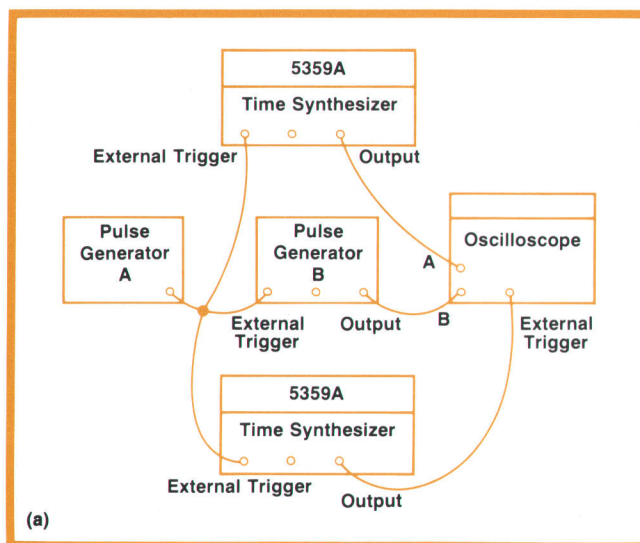 5359A
Time Synthesizer
External Trigger
Output
Pulse
Generator
A
Pulse
Generator
B
Oscilloscope
A
B
External
Trigger
Output
External
Trigger
5359A
Time Synthesizer
External Trigger
Output
(a)